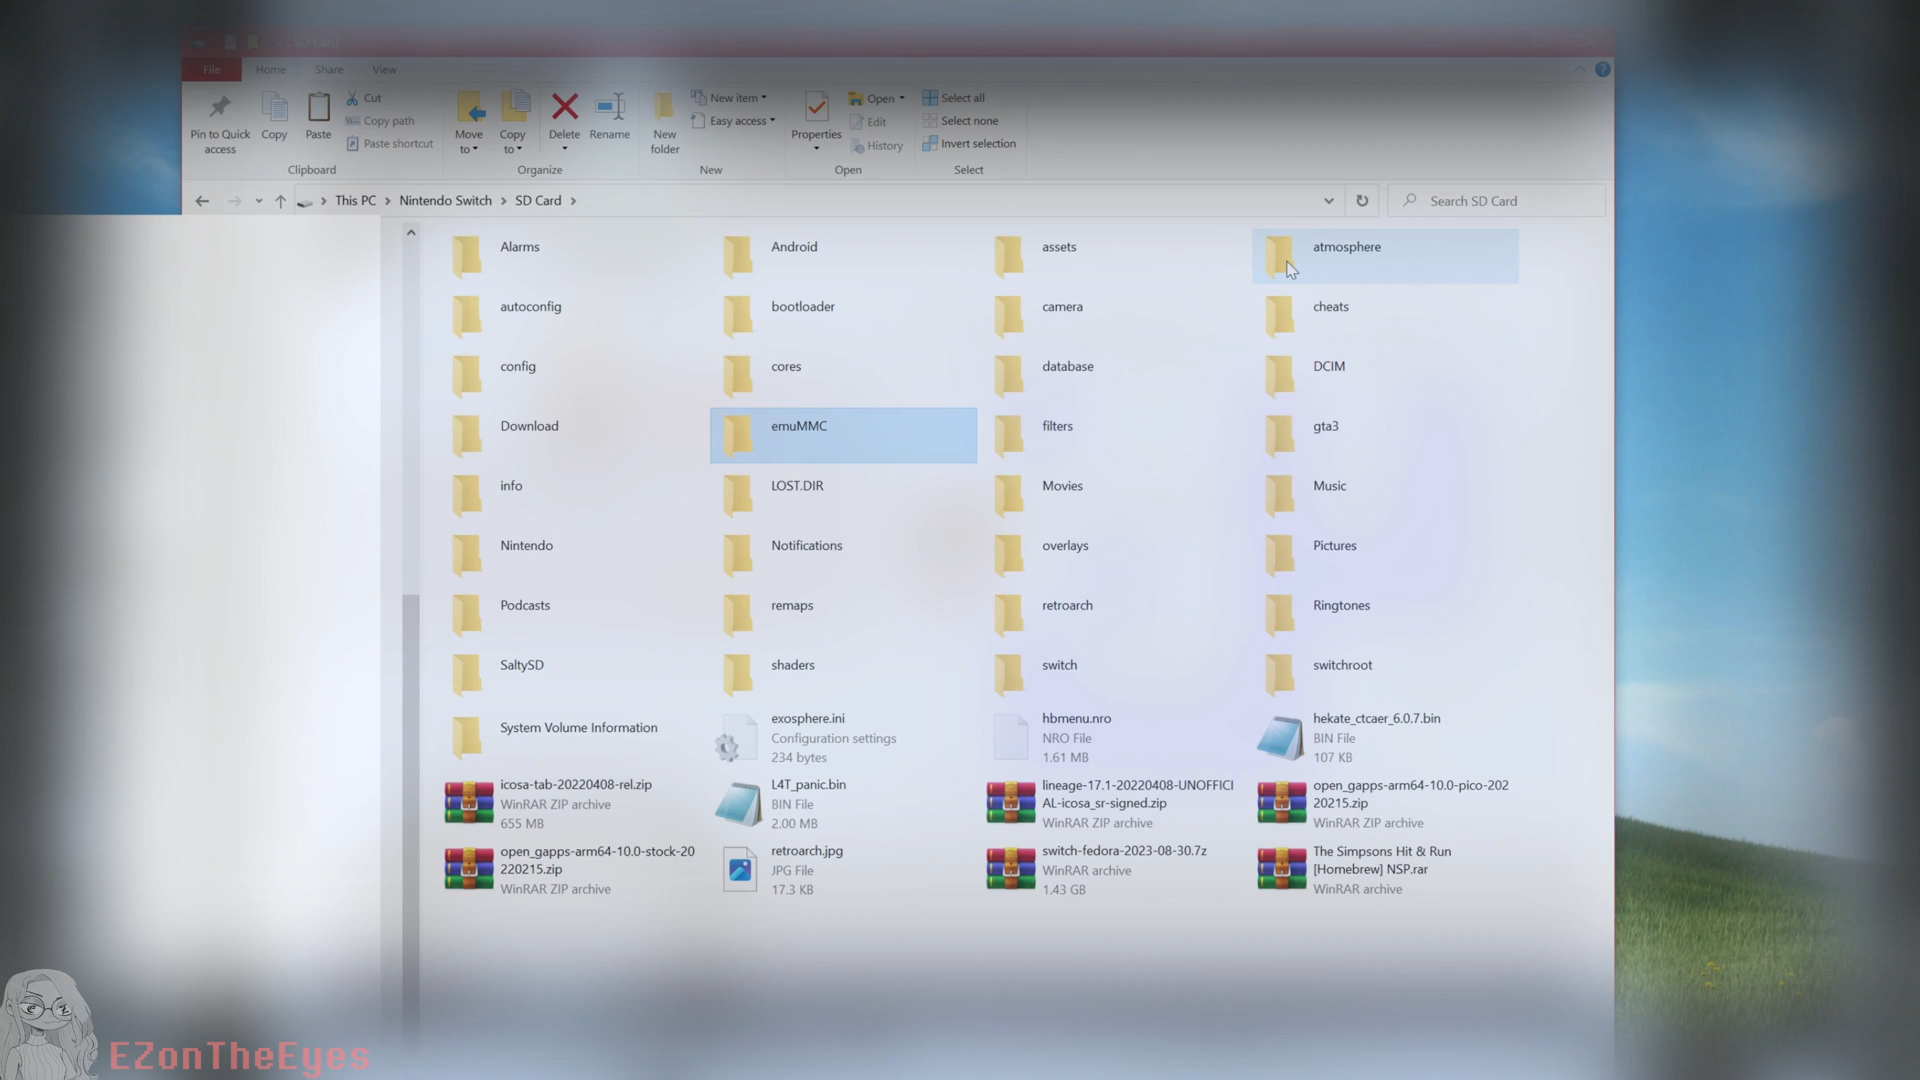 SD Card
File
Home
Share
View
Pin to Quick
access
Copy
Paste
Cut
Copy path
Paste shortcut
Clipboard
Move
to
Copy
to
Delete
Rename
Organize
New
folder
New item
Easy access
New
Properties
Open
Edit
History
Open
Select all
Select none
Invert selection
Select
This PC
Nintendo Switch
SD Card
Search SD Card
Alarms
Android
assets
atmosphere
autoconfig
bootloader
camera
cheats
config
cores
database
DCIM
Download
emuMMC
filters
gta3
info
LOST.DIR
Movies
Music
Nintendo
Notifications
overlays
Pictures
Podcasts
remaps
retroarch
Ringtones
SaltySD
shaders
switch
switchroot
System Volume Information
exosphere.ini
Configuration settings
234 bytes
hbmenu.nro
NRO File
1.61 MB
hekate_ctcaer_6.0.7.bin
BIN File
107 KB
icosa-tab-20220408-rel.zip
WinRAR ZIP archive
655 MB
L4T_panic.bin
BIN File
2.00 MB
lineage-17.1-20220408-UNOFFICI
AL-icosa_sr-signed.zip
WinRAR ZIP archive
open_gapps-arm64-10.0-pico-202
20215.zip
WinRAR ZIP archive
open_gapps-arm64-10.0-stock-20
220215.zip
WinRAR ZIP archive
retroarch.jpg
JPG File
17.3 KB
switch-fedora-2023-08-30.7z
WinRAR archive
1.43 GB
The Simpsons Hit & Run
[Homebrew] NSP.rar
WinRAR archive
EZonTheEyes